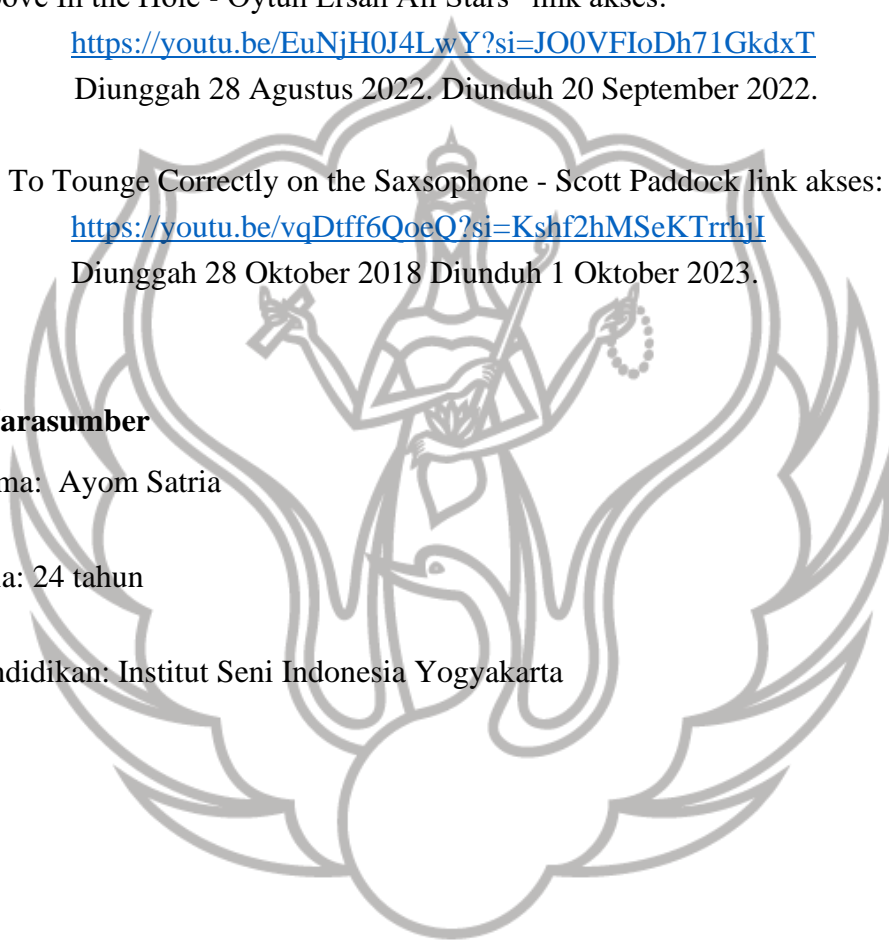 ove In the Hole - Oytun Ersan All Stars" link akses:
https://youtu.be/EuNjH0J4LwY?si=JO0VFIoDh71GkdxT
Diunggah 28 Agustus 2022. Diunduh 20 September 2022.
To Tounge Correctly on the Saxsophone - Scott Paddock link akses:
https://youtu.be/vqDtff6QoeQ?si=Kshf2hMSeKTrrhjI
Diunggah 28 Oktober 2018 Diunduh 1 Oktober 2023.
arasumber
ma: Ayom Satria
a: 24 tahun
ndidikan: Institut Seni Indonesia Yogyakarta